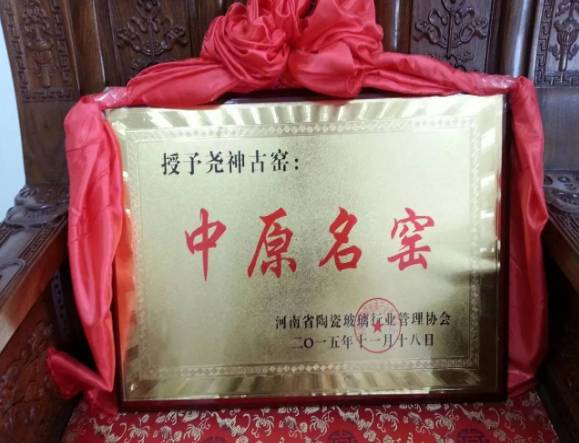 授予尧神古窑：
中原名窑
河南省陶瓷玻璃行业管理协会
二〇一五年十一月十八日